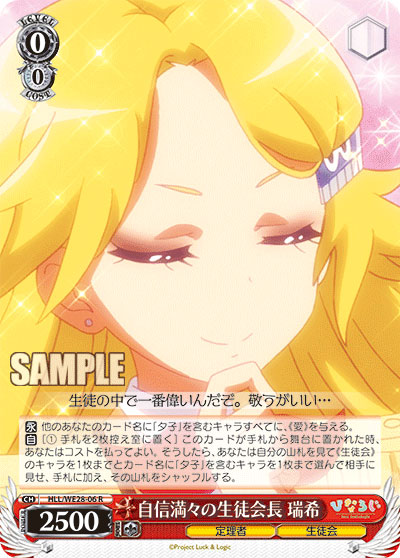 LEVEL
0
0
COST
SAMPLE
生徒の中で一番偉いんだぞ。敬うがいい…
永 他のあなたのカード名に「夕子」を含むキャラすべてに、《愛》を与える。
自 [① 手札を2枚控え室に置く] このカードが手札から舞台に置かれた時、
あなたはコストを払ってよい。そうしたら、あなたは自分の山札を見て《生徒会》
のキャラを1枚までとカード名に「夕子」を含むキャラを1枚まで選んで相手に見
せ、手札に加え、その山札をシャッフルする。
CH HLL/WE28-06 R
2500
自信満々の生徒会長 瑞希
ひなろじ
定理者
生徒会
©Project Luck & Logic